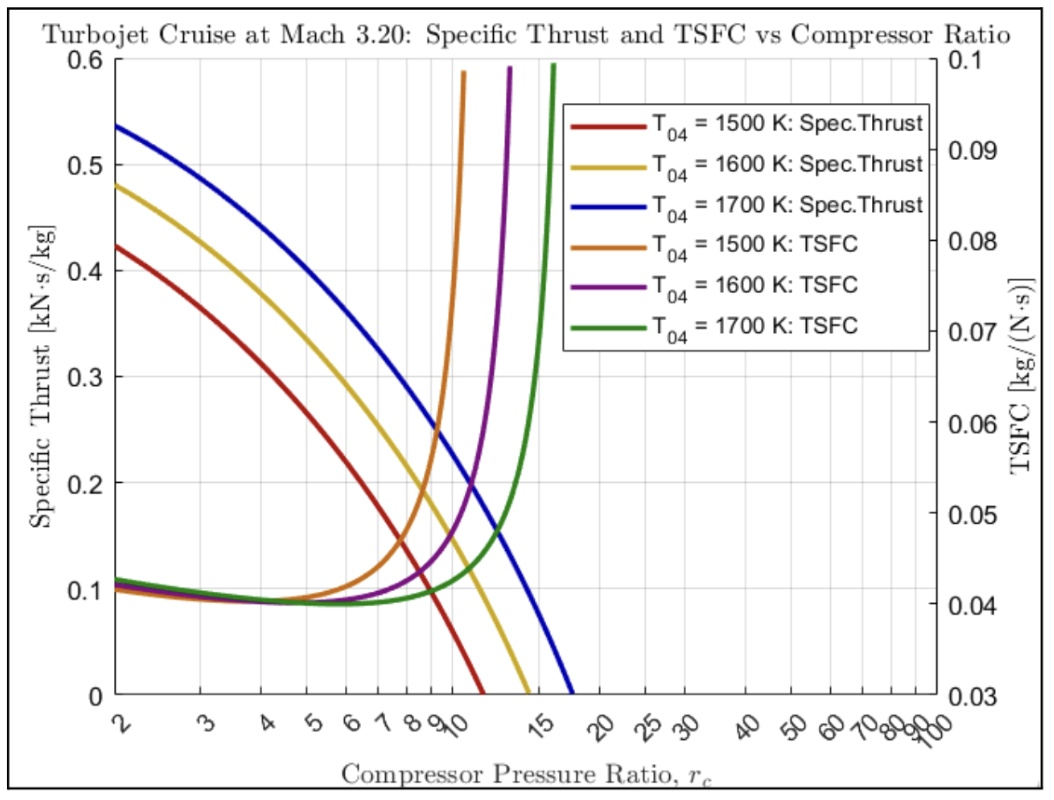 Turbojet Cruise at Mach 3.20: Specific Thrust and TSFC vs Compressor Ratio
0.6
0.5
0.4
0.3
0.2
0.1
0
Specific Thrust [kN·s/kg]
T04 = 1500 K: Spec.Thrust
T04 = 1600 K: Spec.Thrust
T04 = 1700 K: Spec.Thrust
T04 = 1500 K: TSFC
T04 = 1600 K: TSFC
T04 = 1700 K: TSFC
0.1
0.09
0.08
0.07
0.06
0.05
0.04
0.03
TSFC [kg/(N·s)]
2 3 4 5 6 7 8 9 10 15 20 25 30 40 50 60 70 80 90 100
Compressor Pressure Ratio, rc